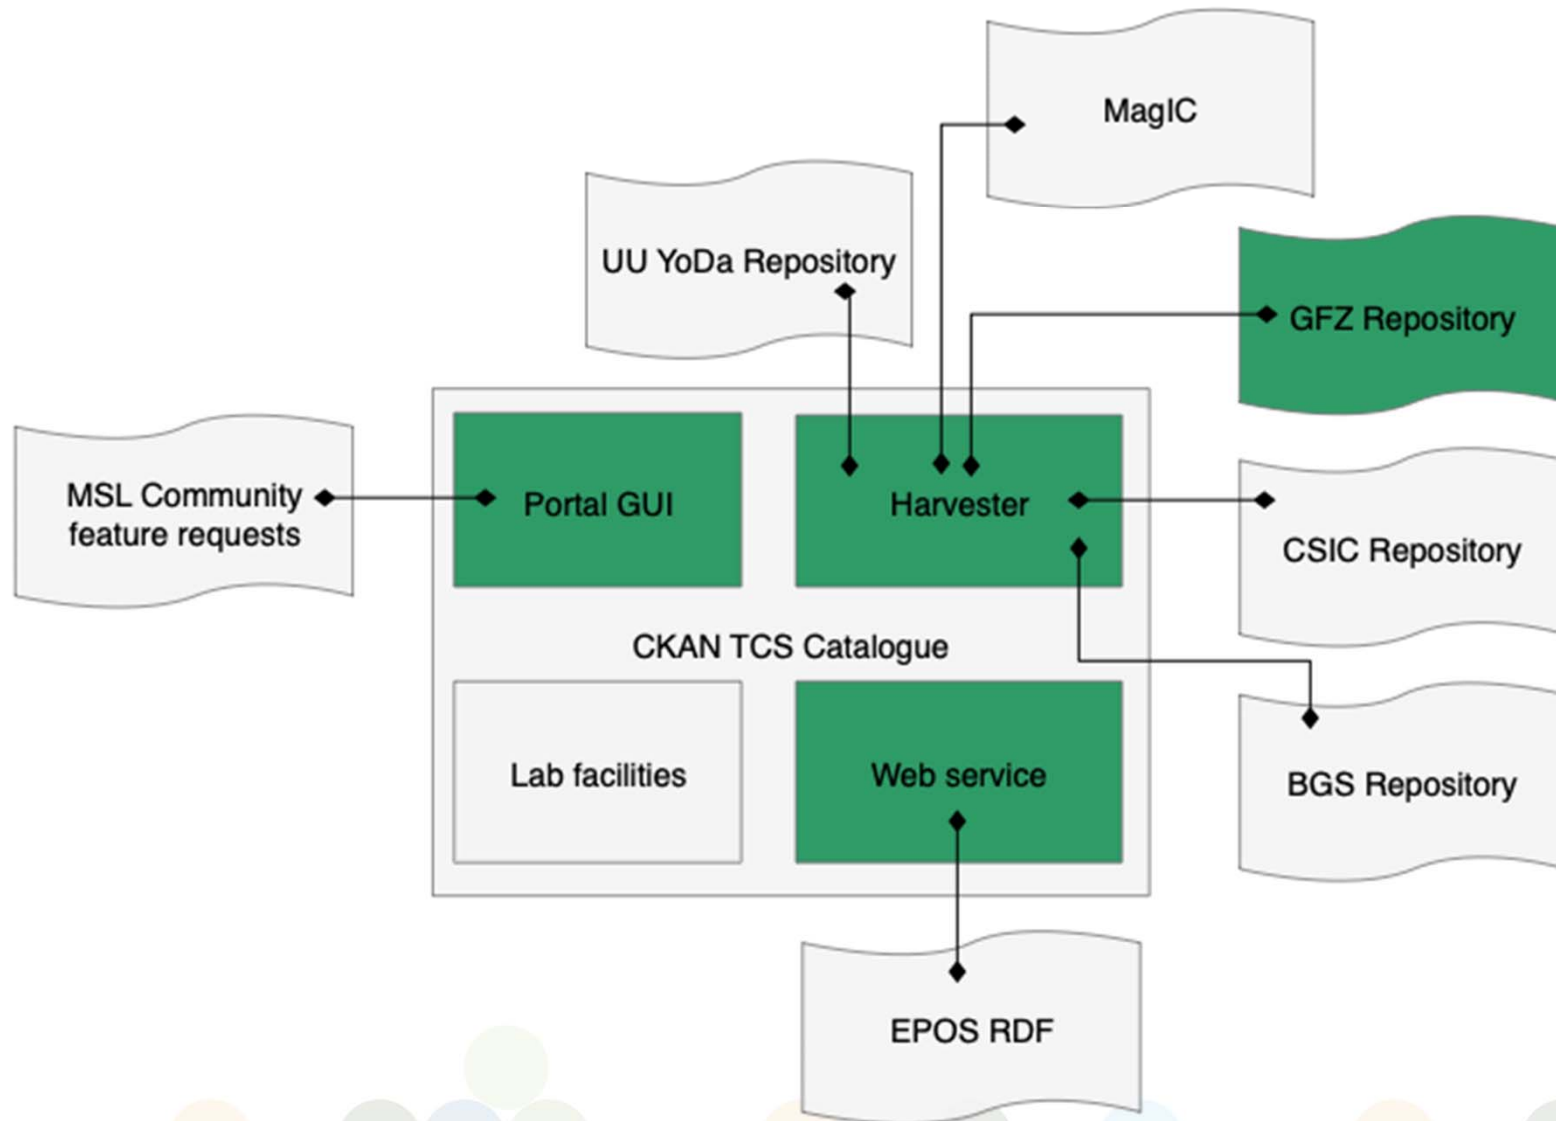 MagIC
UU YoDa Repository
GFZ Repository
MSL Community
feature requests
Portal GUI
Harvester
CSIC Repository
CKAN TCS Catalogue
Lab facilities
Web service
BGS Repository
EPOS RDF